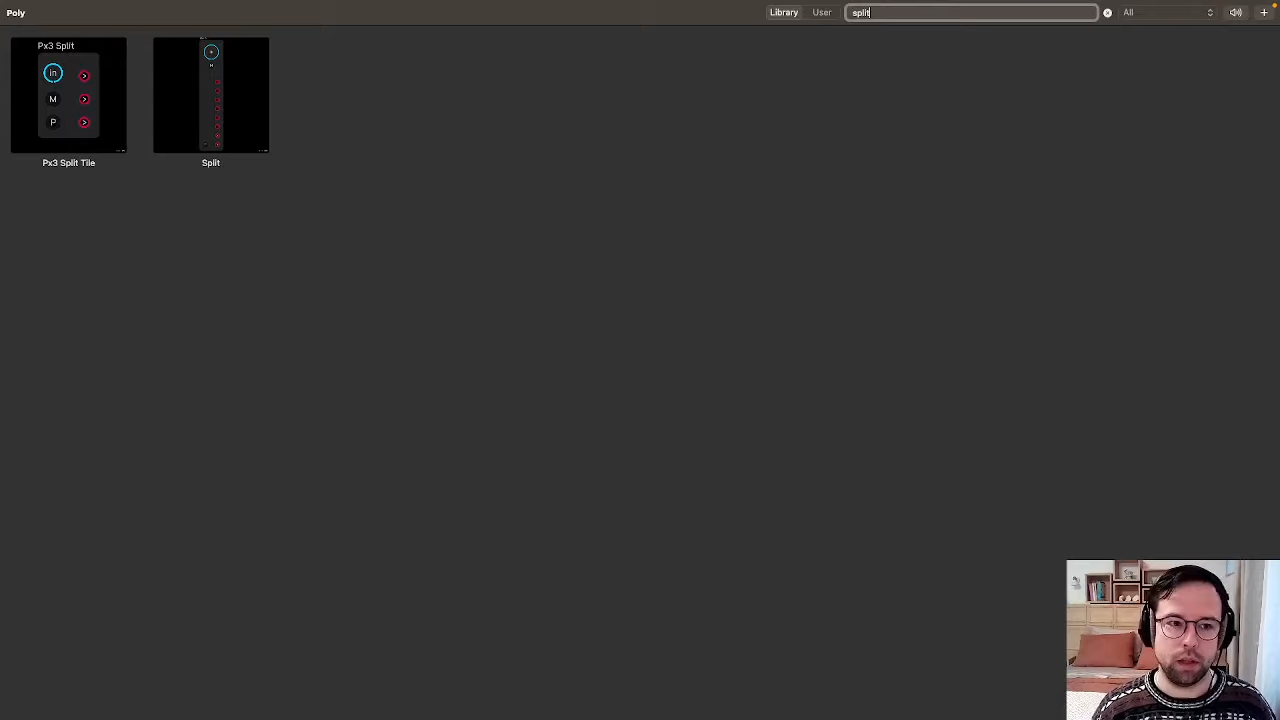 Poly
Library
User
split
All
Px3 Split
in
M
P
Px3 Split Tile
Split